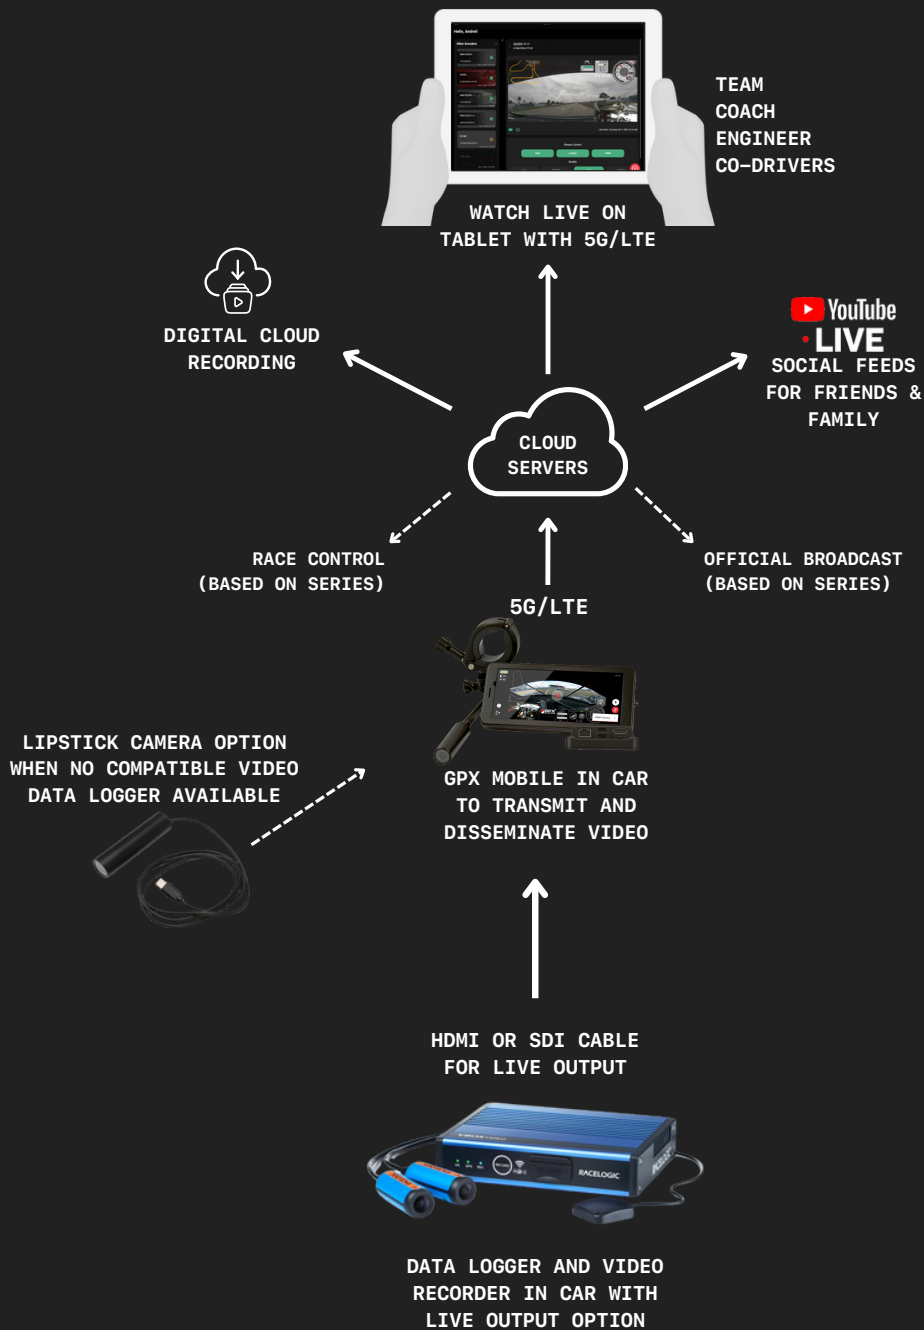 Hello, Andrei!
TEAM
COACH
ENGINEER
CO-DRIVERS
WATCH LIVE ON
TABLET WITH 5G/LTE
DIGITAL CLOUD
RECORDING
YouTube
LIVE
SOCIAL FEEDS
FOR FRIENDS &
FAMILY
CLOUD
SERVERS
RACE CONTROL
(BASED ON SERIES)
OFFICIAL BROADCAST
(BASED ON SERIES)
5G/LTE
LIPSTICK CAMERA OPTION
WHEN NO COMPATIBLE VIDEO
DATA LOGGER AVAILABLE
GPX MOBILE IN CAR
TO TRANSMIT AND
DISSEMINATE VIDEO
HDMI OR SDI CABLE
FOR LIVE OUTPUT
RACELOGIC
DATA LOGGER AND VIDEO
RECORDER IN CAR WITH
LIVE OUTPUT OPTION